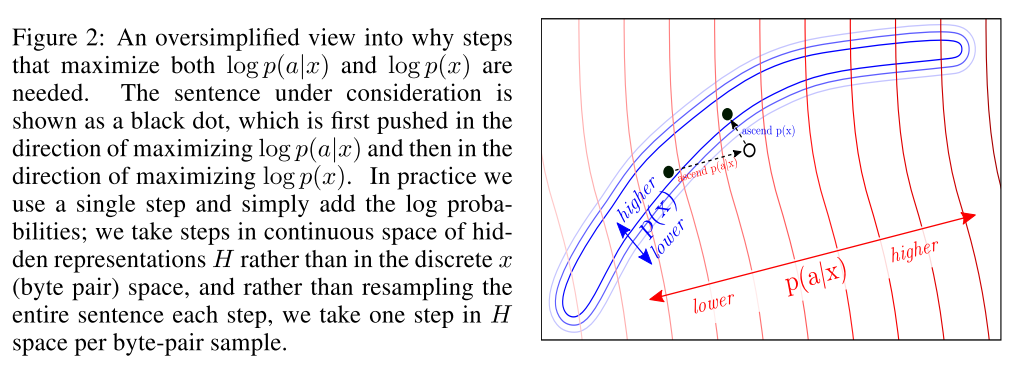 Figure 2: An oversimplified view into why steps
that maximize both log p(a|x) and log p(x) are
needed. The sentence under consideration is
shown as a black dot, which is first pushed in the
direction of maximizing log p(a|x) and then in the
direction of maximizing log p(x). In practice we
use a single step and simply add the log proba-
bilities; we take steps in continuous space of hid-
den representations H rather than in the discrete x
(byte pair) space, and rather than resampling the
entire sentence each step, we take one step in H
space per byte-pair sample.
ascend p(x)
ascend p(a|x)
higher
p(x)
lower
lower
p(a|x)
higher